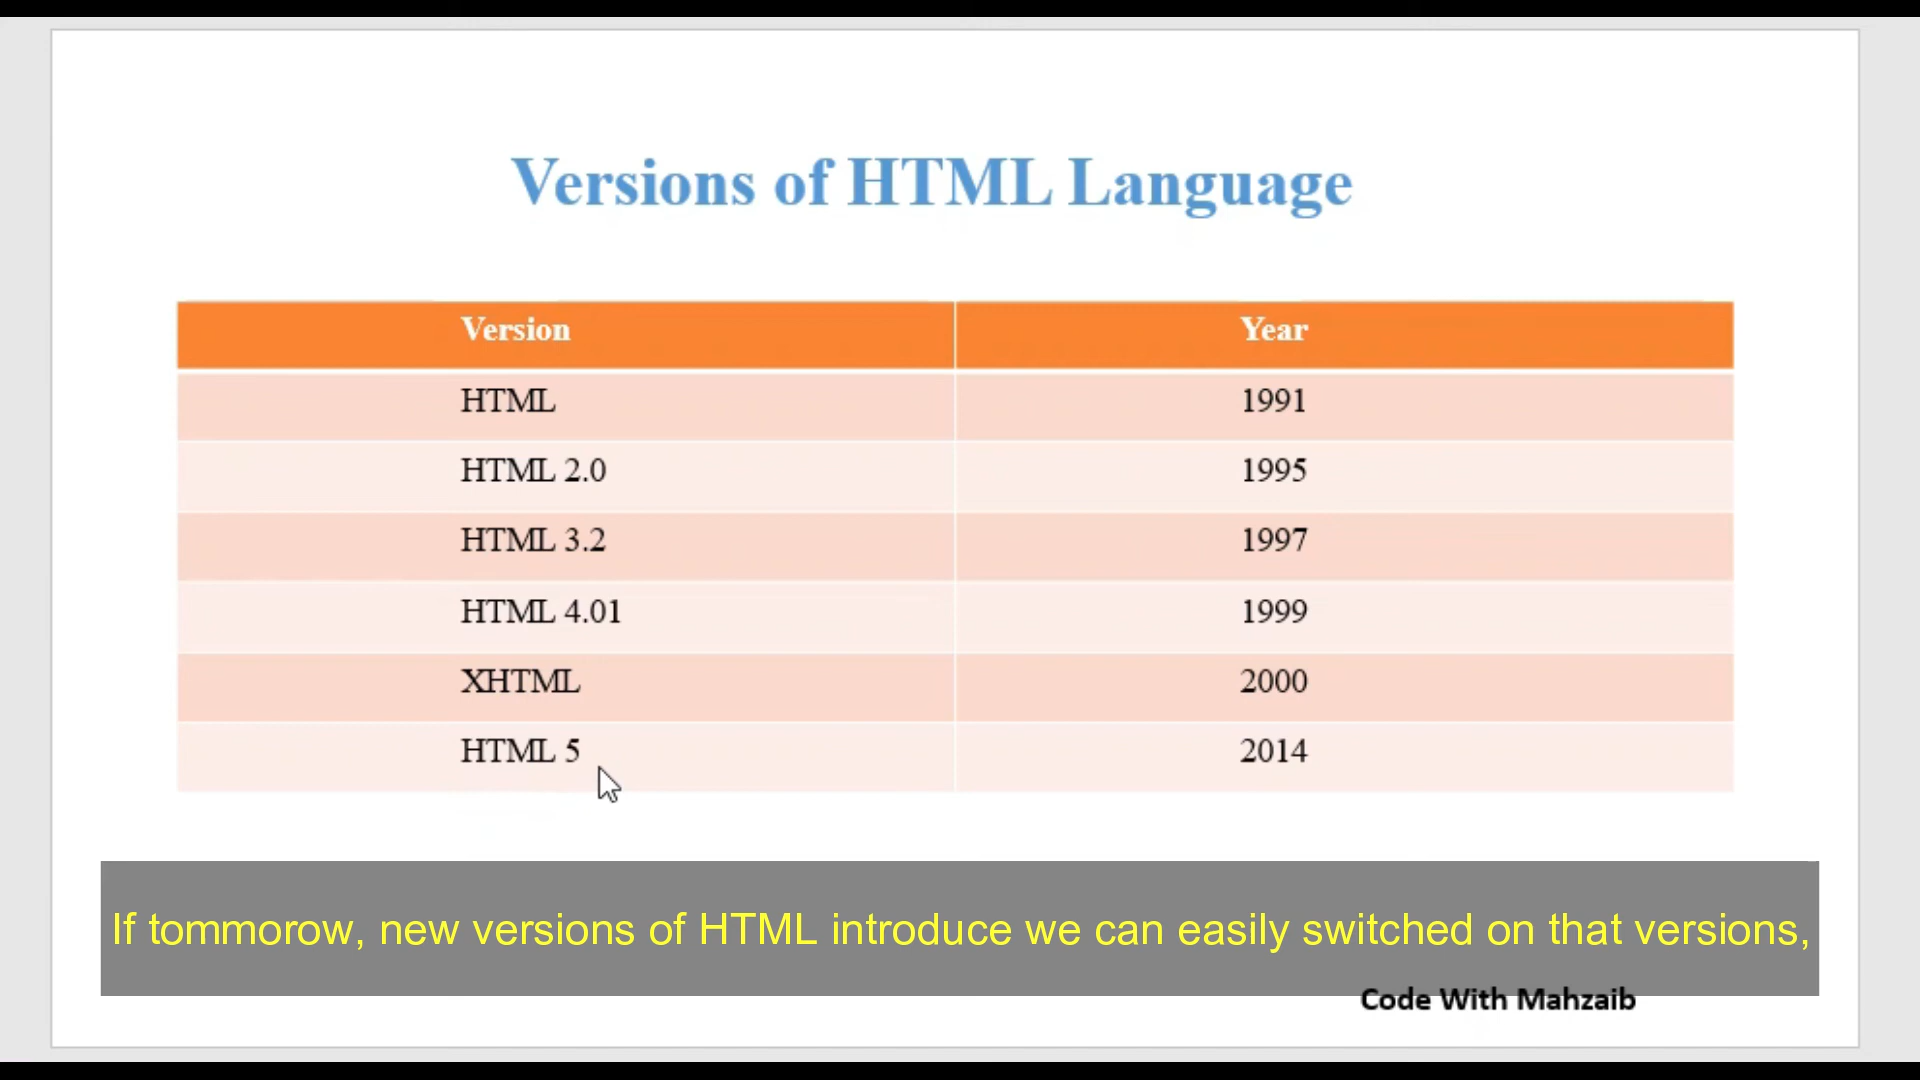 Versions of HTML Language
Version Year
HTML 1991
HTML 2.0 1995
HTML 3.2 1997
HTML 4.01 1999
XHTML 2000
HTML 5 2014
If tommorow, new versions of HTML introduce we can easily switched on that versions,
Code With Mahzaib